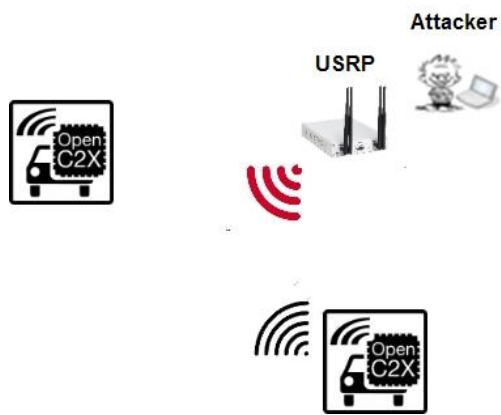 Attacker
USRP
Open
C2X
Open
C2X